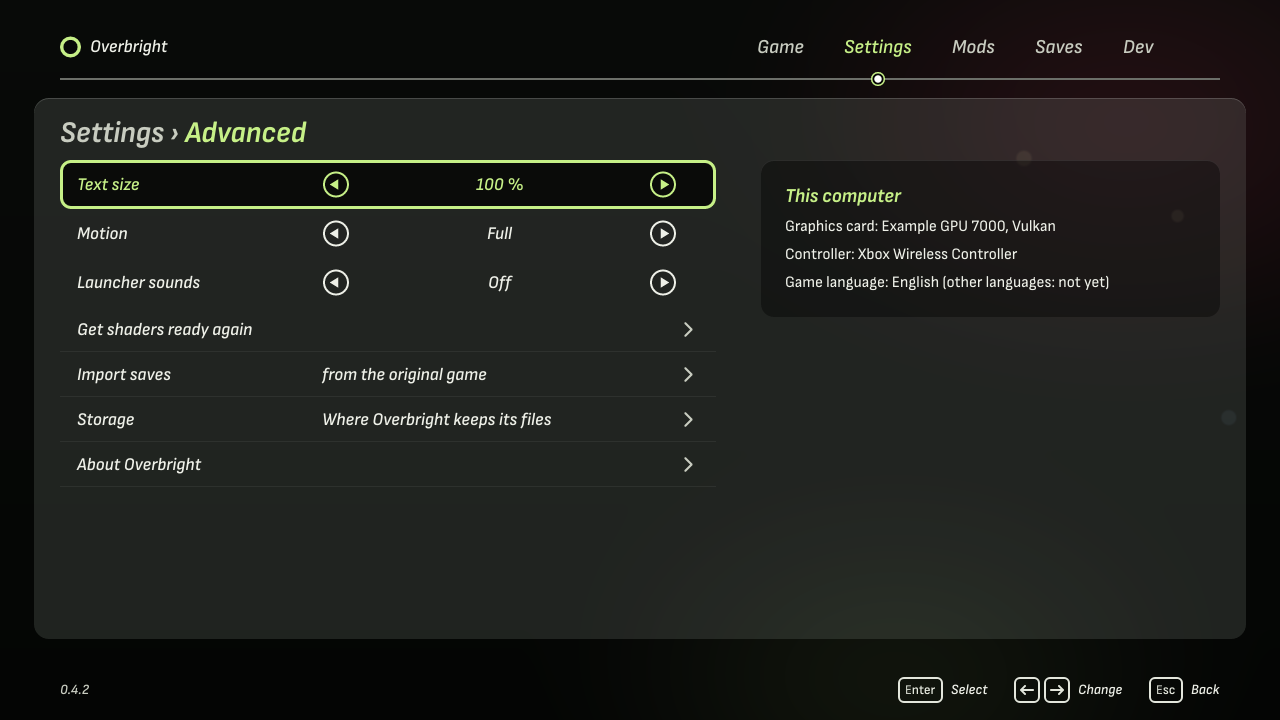 Overbright
Game Settings Mods Saves Dev
Settings › Advanced
Text size 100 %
Motion Full
Launcher sounds Off
Get shaders ready again
Import saves from the original game
Storage Where Overbright keeps its files
About Overbright
This computer
Graphics card: Example GPU 7000, Vulkan
Controller: Xbox Wireless Controller
Game language: English (other languages: not yet)
0.4.2
Enter Select ← → Change Esc Back